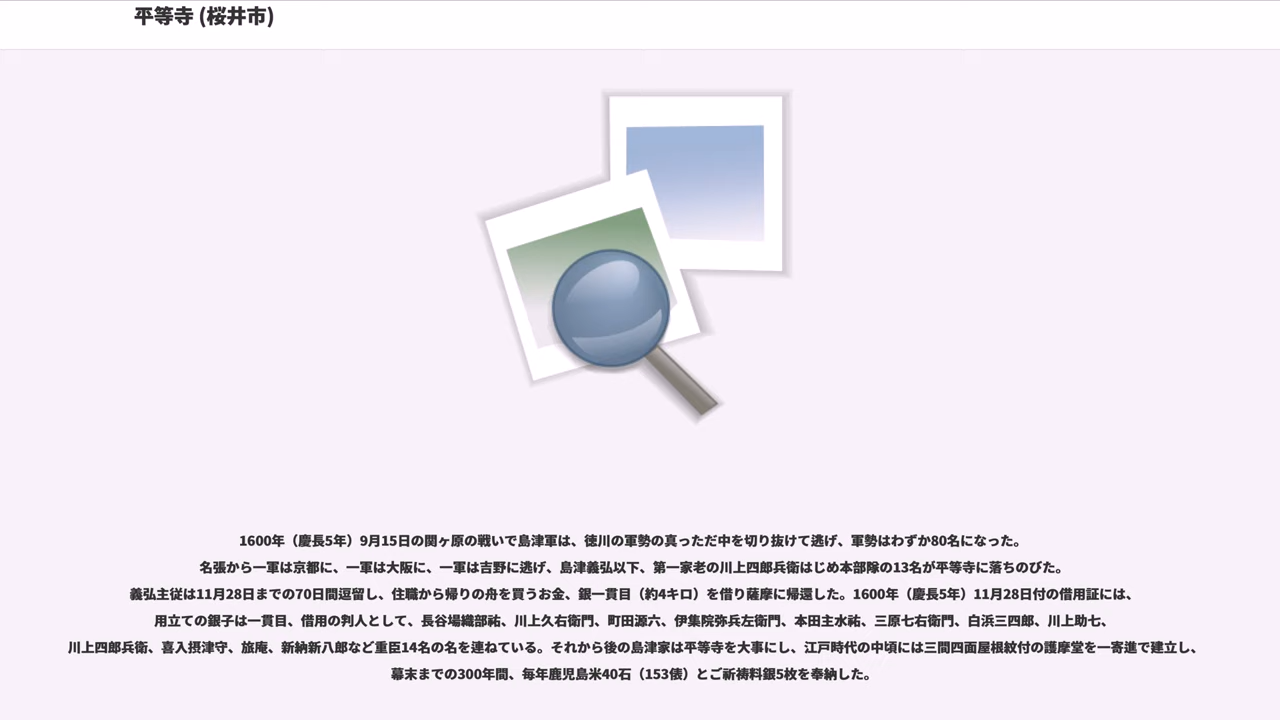 平等寺 (桜井市)
1600年（慶長5年）9月15日の関ヶ原の戦いで島津軍は、徳川の軍勢の真っただ中を切り抜けて逃げ、軍勢はわずか80名になった。
名張から一軍は京都に、一軍は大阪に、一軍は吉野に逃げ、島津義弘以下、第一家老の川上四郎兵衛はじめ本部隊の13名が平等寺に落ちのびた。
義弘主従は11月28日までの70日間逗留し、住職から帰りの舟を買うお金、銀一貫目（約4キロ）を借り薩摩に帰還した。1600年（慶長5年）11月28日付の借用証には、
用立ての銀子は一貫目、借用の判人として、長谷場織部祐、川上久右衛門、町田源六、伊集院弥兵左衛門、本田主水祐、三原七右衛門、白浜三四郎、川上助七、
川上四郎兵衛、喜入摂津守、旅庵、新納新八郎など重臣14名の名を連ねている。それから後の島津家は平等寺を大事にし、江戸時代の中頃には三間四面屋根紋付の護摩堂を一寄進で建立し、
幕末までの300年間、毎年鹿児島米40石（153俵）とご祈祷料銀5枚を奉納した。